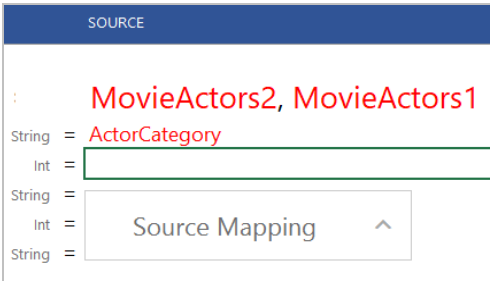 SOURCE
:
MovieActors2, MovieActors1
String = ActorCategory
Int =
String =
Int = Source Mapping
String =